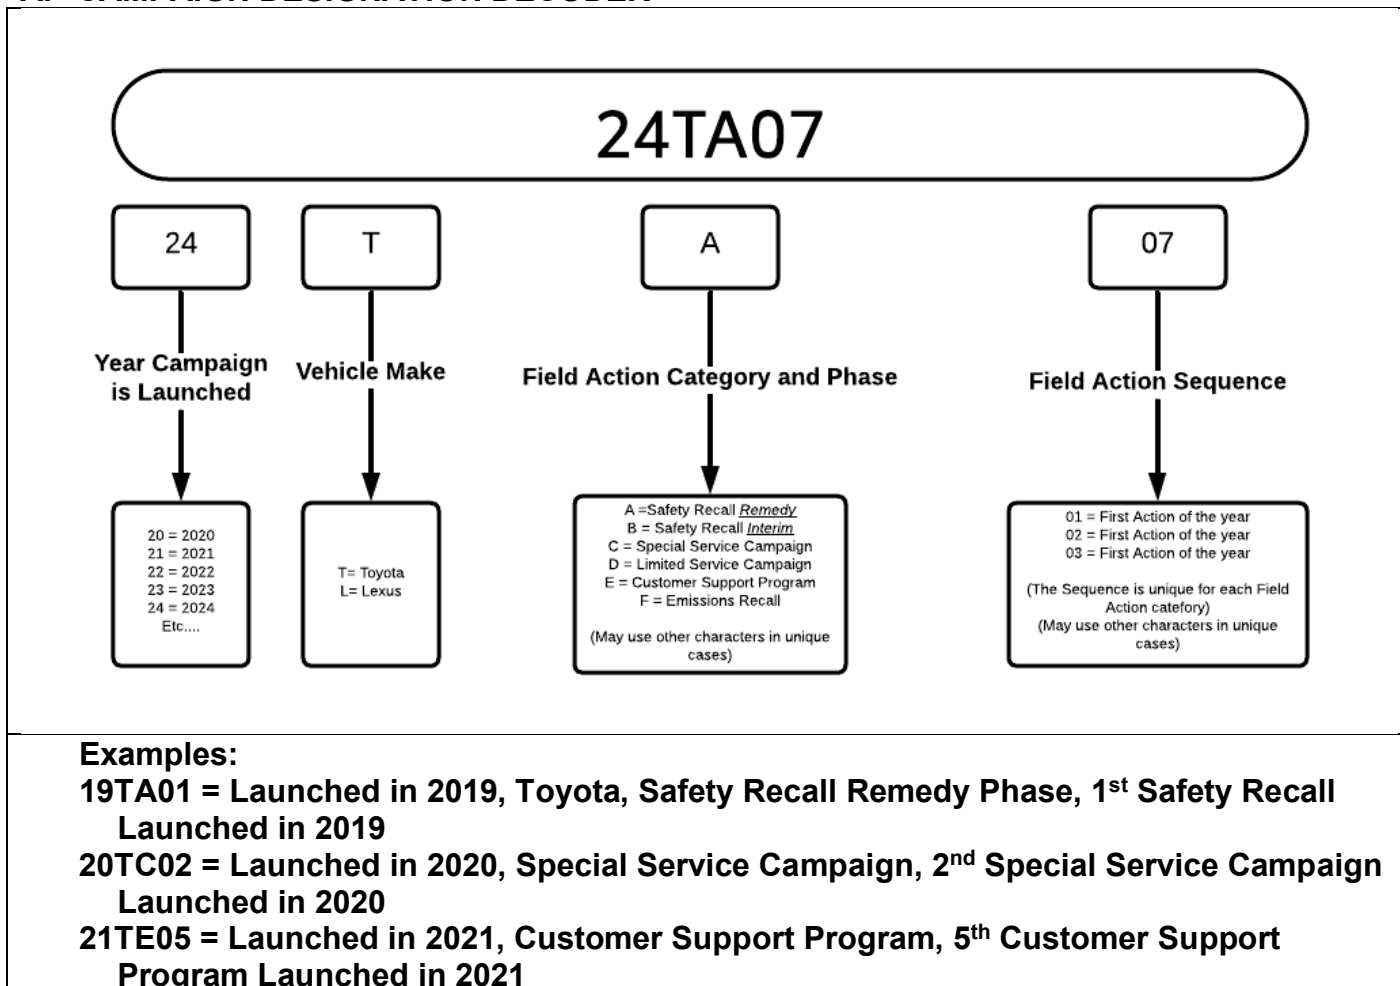 24TA07
24
T
A
07
Year Campaign
is Launched
Vehicle Make
Field Action Category and Phase
Field Action Sequence
20 = 2020
21 = 2021
22 = 2022
23 = 2023
24 = 2024
Etc....
T= Toyota
L= Lexus
A =Safety Recall Remedy
B = Safety Recall Interim
C = Special Service Campaign
D = Limited Service Campaign
E = Customer Support Program
F = Emissions Recall
(May use other characters in unique
cases)
01 = First Action of the year
02 = First Action of the year
03 = First Action of the year
(The Sequence is unique for each Field
Action catefory)
(May use other characters in unique
cases)
Examples:
19TA01 = Launched in 2019, Toyota, Safety Recall Remedy Phase, 1st Safety Recall
Launched in 2019
20TC02 = Launched in 2020, Special Service Campaign, 2nd Special Service Campaign
Launched in 2020
21TE05 = Launched in 2021, Customer Support Program, 5th Customer Support
Program Launched in 2021